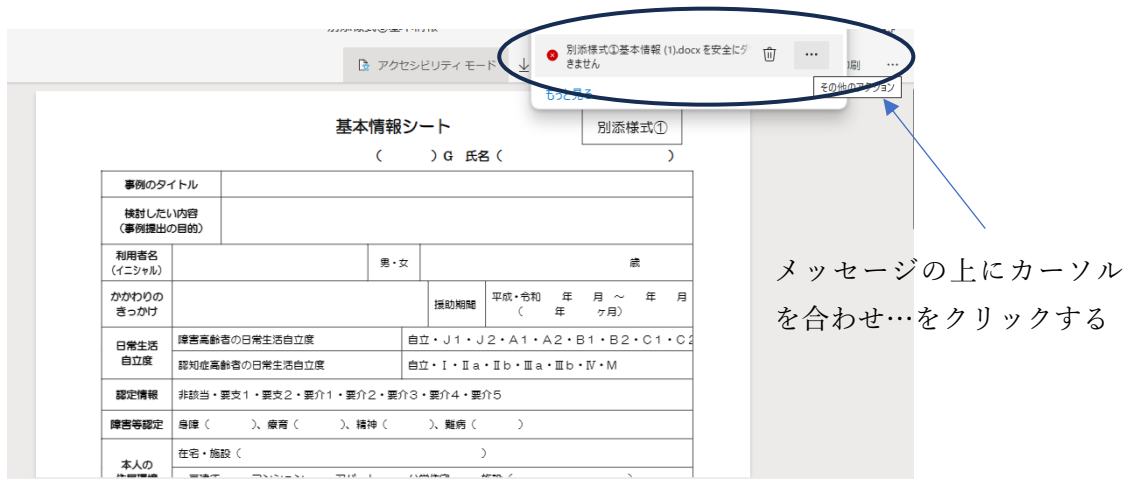 アクセシビリティ モード
別添様式①基本情報 (1).docx を安全にダ
きません
…
もっと見る
その他のアクション
基本情報シート
別添様式①
(　　　)G 氏名(　　　　　　　　　　)
事例のタイトル
検討したい内容
(事例提出の目的)
利用者名
(イニシャル)
男・女
歳
かかわりの
きっかけ
援助期間
平成・令和　年　月 ～　年　月
(　　年　　ヶ月)
日常生活
自立度
障害高齢者の日常生活自立度
自立・J1・J2・A1・A2・B1・B2・C1・C2
認知症高齢者の日常生活自立度
自立・Ⅰ・Ⅱa・Ⅱb・Ⅲa・Ⅲb・Ⅳ・M
認定情報
非該当・要支1・要支2・要介1・要介2・要介3・要介4・要介5
障害等認定
身障(　　　)、療育(　　　)、精神(　　　)、難病(　　　)
本人の
在宅・施設(　　　　　　　　　　　　　　　　)
メッセージの上にカーソル
を合わせ…をクリックする